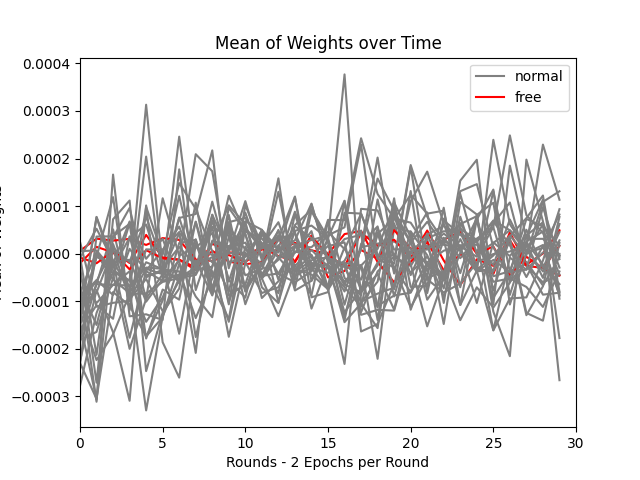 Mean of Weights over Time
normal
free
0.0004
0.0003
0.0002
0.0001
0.0000
−0.0001
−0.0002
−0.0003
0 5 10 15 20 25 30
Rounds - 2 Epochs per Round